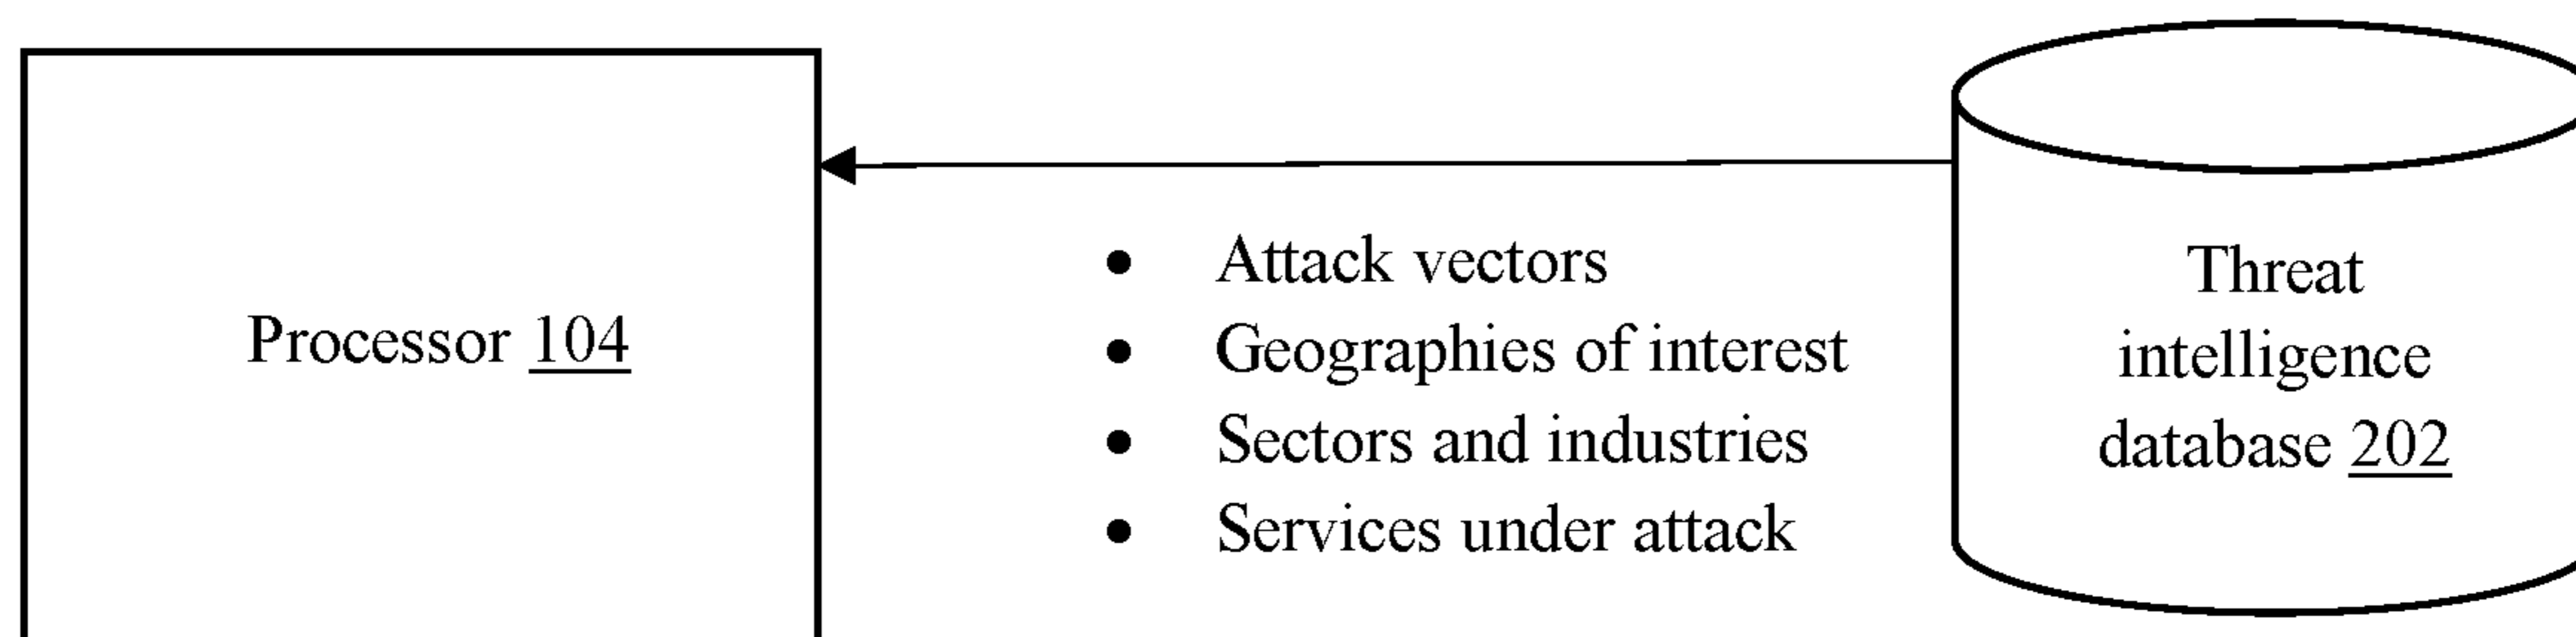 Processor 104
• Attack vectors
• Geographies of interest
• Sectors and industries
• Services under attack
Threat
intelligence
database 202